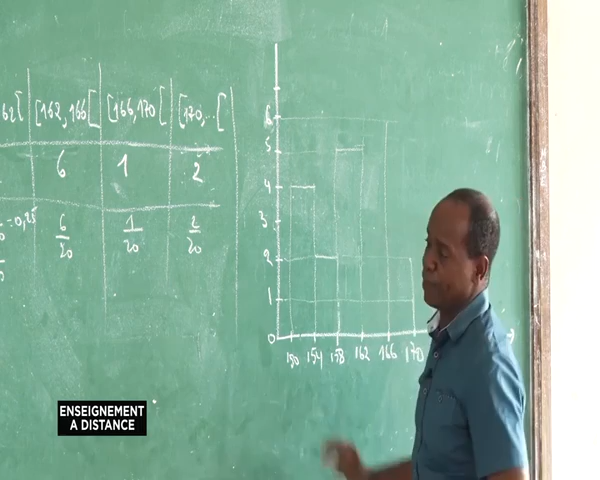 62[ [162, 166[ [166, 170[ [170, ..[
6 1 2
=0,25 6/20 1/20 2/20
6
5
4
3
2
1
0
150 154 158 162 166 170
ENSEIGNEMENT
A DISTANCE